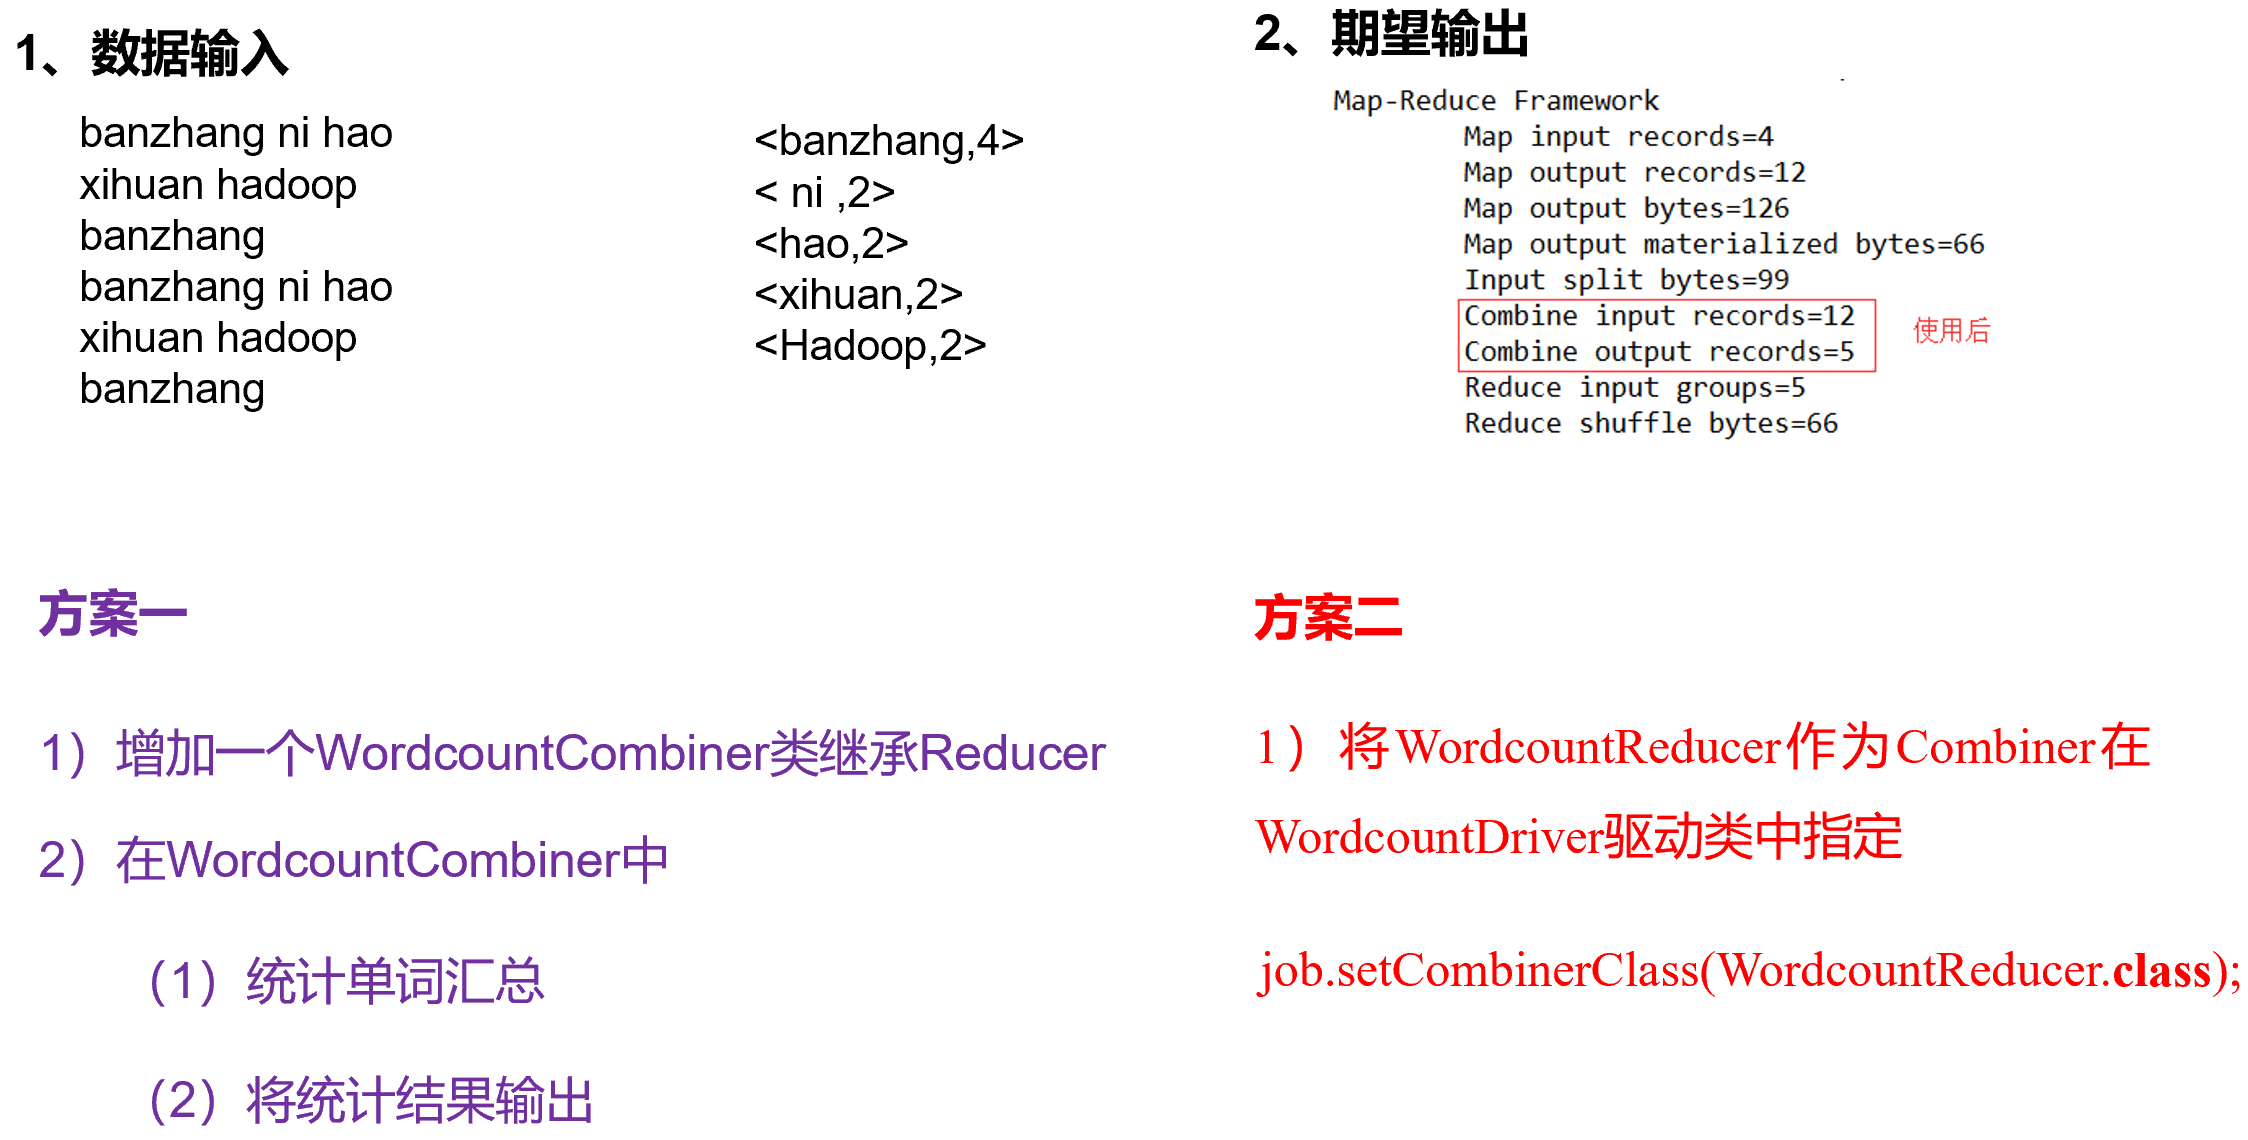 1、数据输入
banzhang ni hao
xihuan hadoop
banzhang
banzhang ni hao
xihuan hadoop
banzhang
<banzhang,4>
< ni ,2>
<hao,2>
<xihuan,2>
<Hadoop,2>
2、期望输出
Map-Reduce Framework
Map input records=4
Map output records=12
Map output bytes=126
Map output materialized bytes=66
Input split bytes=99
Combine input records=12
Combine output records=5
使用后
Reduce input groups=5
Reduce shuffle bytes=66
方案一
1）增加一个WordcountCombiner类继承Reducer
2）在WordcountCombiner中
（1）统计单词汇总
（2）将统计结果输出
方案二
1）将WordcountReducer作为Combiner在
WordcountDriver驱动类中指定
job.setCombinerClass(WordcountReducer.class);